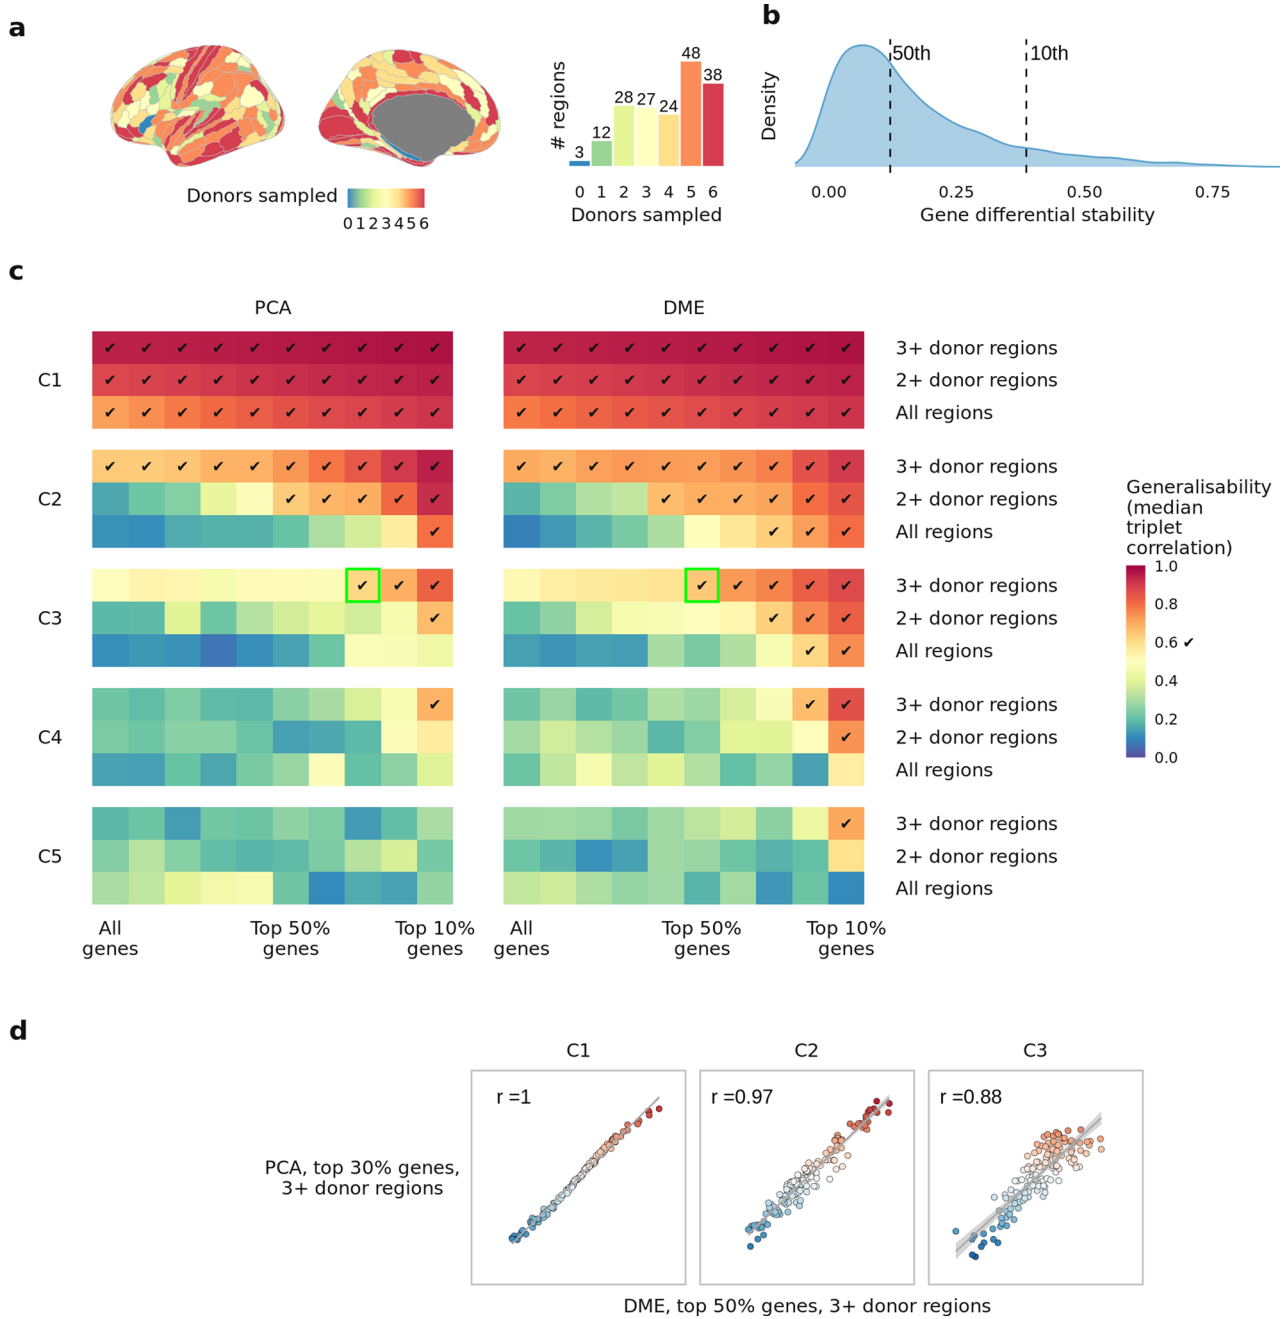 a
b
# regions
3
12
28
27
24
48
38
0 1 2 3 4 5 6
Donors sampled
Donors sampled
0 1 2 3 4 5 6
Density
50th
10th
0.00 0.25 0.50 0.75
Gene differential stability
c
PCA
DME
C1
✔ ✔ ✔ ✔ ✔ ✔ ✔ ✔ ✔ ✔ ✔ ✔ ✔ ✔ ✔ ✔ ✔ ✔ ✔ ✔ 3+ donor regions
✔ ✔ ✔ ✔ ✔ ✔ ✔ ✔ ✔ ✔ ✔ ✔ ✔ ✔ ✔ ✔ ✔ ✔ ✔ ✔ 2+ donor regions
✔ ✔ ✔ ✔ ✔ ✔ ✔ ✔ ✔ ✔ ✔ ✔ ✔ ✔ ✔ ✔ ✔ ✔ ✔ ✔ All regions
C2
✔ ✔ ✔ ✔ ✔ ✔ ✔ ✔ ✔ ✔ ✔ ✔ ✔ ✔ ✔ ✔ ✔ ✔ ✔ ✔ 3+ donor regions
✔ ✔ ✔ ✔ ✔ ✔ ✔ ✔ ✔ ✔ ✔ 2+ donor regions
✔ ✔ ✔ ✔ All regions
C3
✔ ✔ ✔ ✔ ✔ ✔ ✔ ✔ 3+ donor regions
✔ ✔ ✔ ✔ 2+ donor regions
✔ ✔ All regions
C4
✔ ✔ ✔ 3+ donor regions
✔ 2+ donor regions
All regions
C5
✔ 3+ donor regions
2+ donor regions
All regions
All
genes
Top 50%
genes
Top 10%
genes
All
genes
Top 50%
genes
Top 10%
genes
Generalisability
(median
triplet
correlation)
1.0
0.8
0.6 ✔
0.4
0.2
0.0
d
C1
C2
C3
r =1
r =0.97
r =0.88
PCA, top 30% genes,
3+ donor regions
DME, top 50% genes, 3+ donor regions